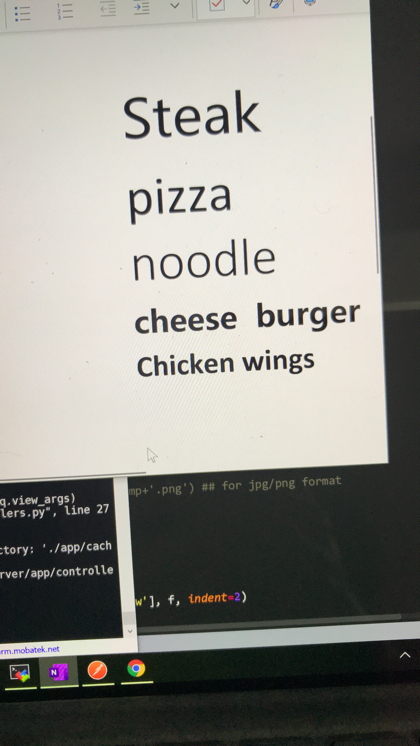 Steak
pizza
noodle
cheese burger
Chicken wings
mp+'.png') ## for jpg/png format
q.view_args)
lers.py", line 27
ctory: './app/cach
rver/app/controlle
w'], f, indent=2)
rm.mobatek.net
N